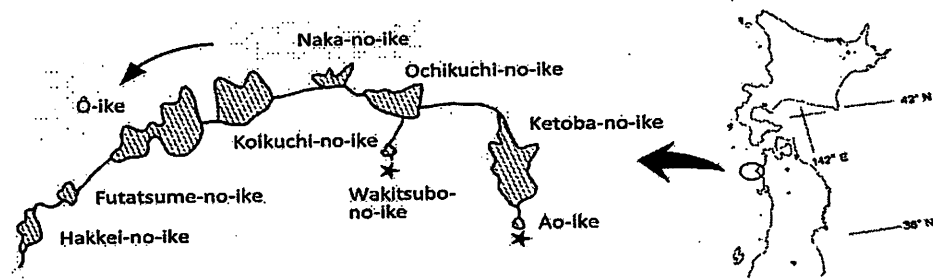 Naka-no-ike
Ochikuchi-no-ike
Ô-ike
Ketoba-no-ike
Koikuchi-no-ike
Futatsume-no-ike
Wakitsubo-
no-ike
Ao-ike
Hakkei-no-ike
42° N
142° E
36° N